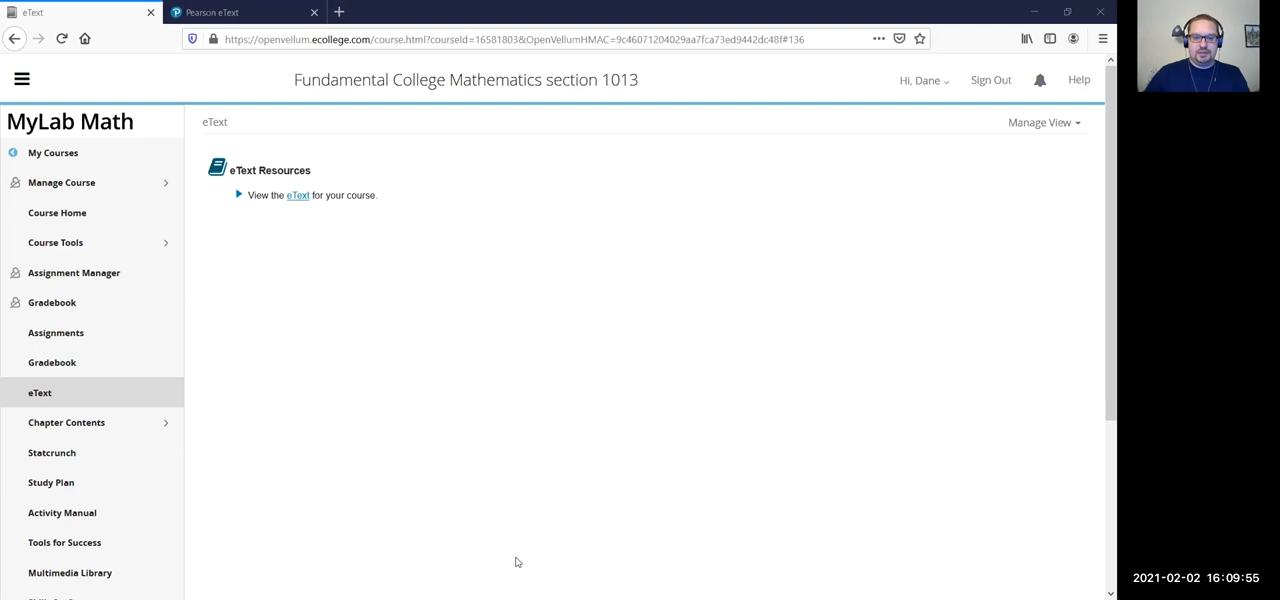 eText
Pearson eText
https://openvellum.ecollege.com/course.html?courseId=16581803&OpenVellumHMAC=9c46071204029aa7fca73ed9442dc48f#136
Fundamental College Mathematics section 1013
Hi, Dane
Sign Out
Help
MyLab Math
My Courses
Manage Course
Course Home
Course Tools
Assignment Manager
Gradebook
Assignments
Gradebook
eText
Chapter Contents
Statcrunch
Study Plan
Activity Manual
Tools for Success
Multimedia Library
eText
Manage View
eText Resources
View the eText for your course.
2021-02-02 16:09:55